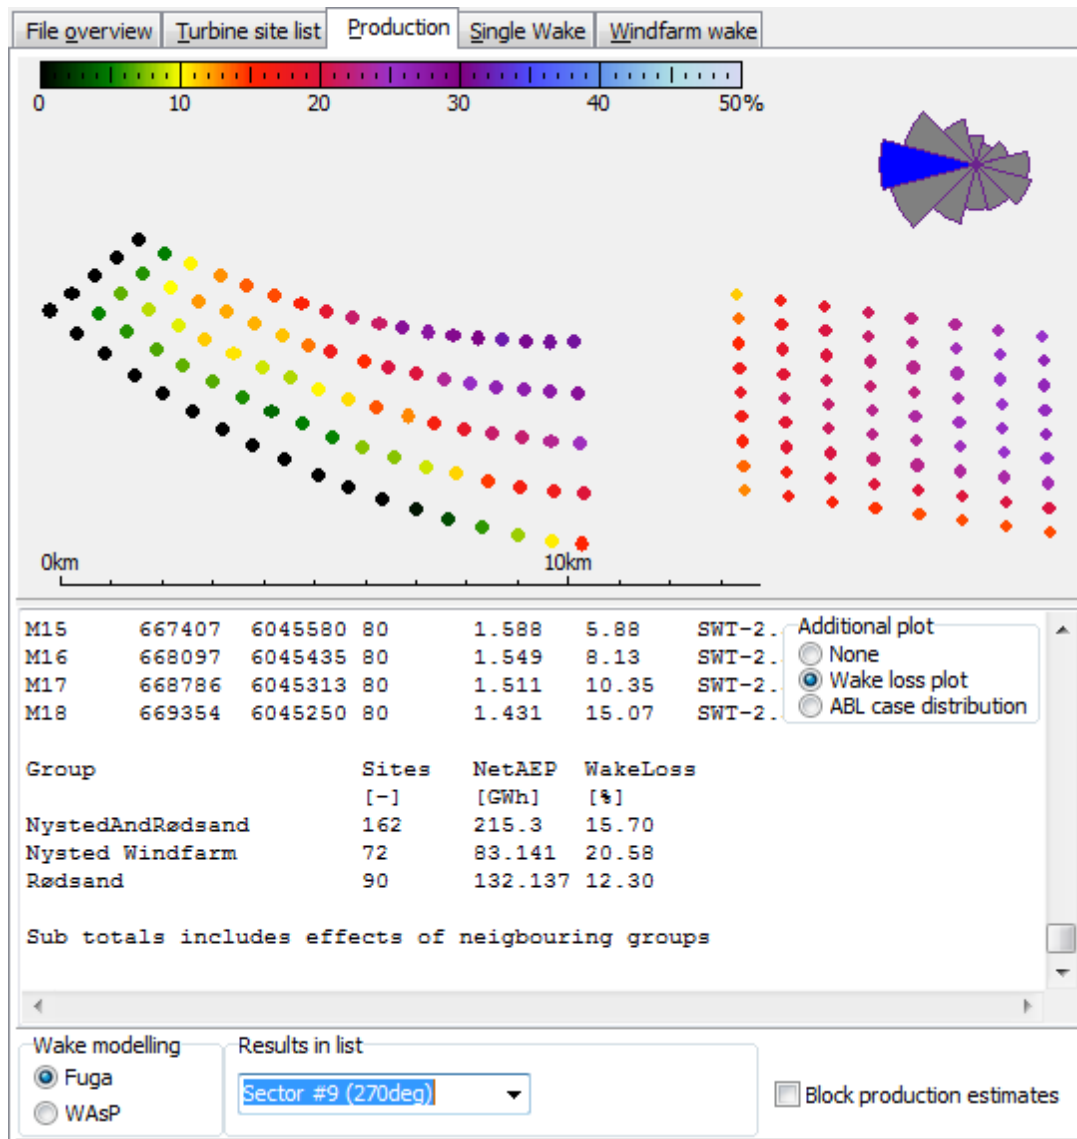 File overview Turbine site list Production Single Wake Windfarm wake
0 10 20 30 40 50%
0km 10km
M15 667407 6045580 80 1.588 5.88 SWT-2.
M16 668097 6045435 80 1.549 8.13 SWT-2.
M17 668786 6045313 80 1.511 10.35 SWT-2.
M18 669354 6045250 80 1.431 15.07 SWT-2.
Additional plot
None
Wake loss plot
ABL case distribution
Group Sites NetAEP WakeLoss
[-] [GWh] [%]
NystedAndRødsand 162 215.3 15.70
Nysted Windfarm 72 83.141 20.58
Rødsand 90 132.137 12.30
Sub totals includes effects of neigbouring groups
Wake modelling
Fuga
WAsP
Results in list
Sector #9 (270deg)
Block production estimates